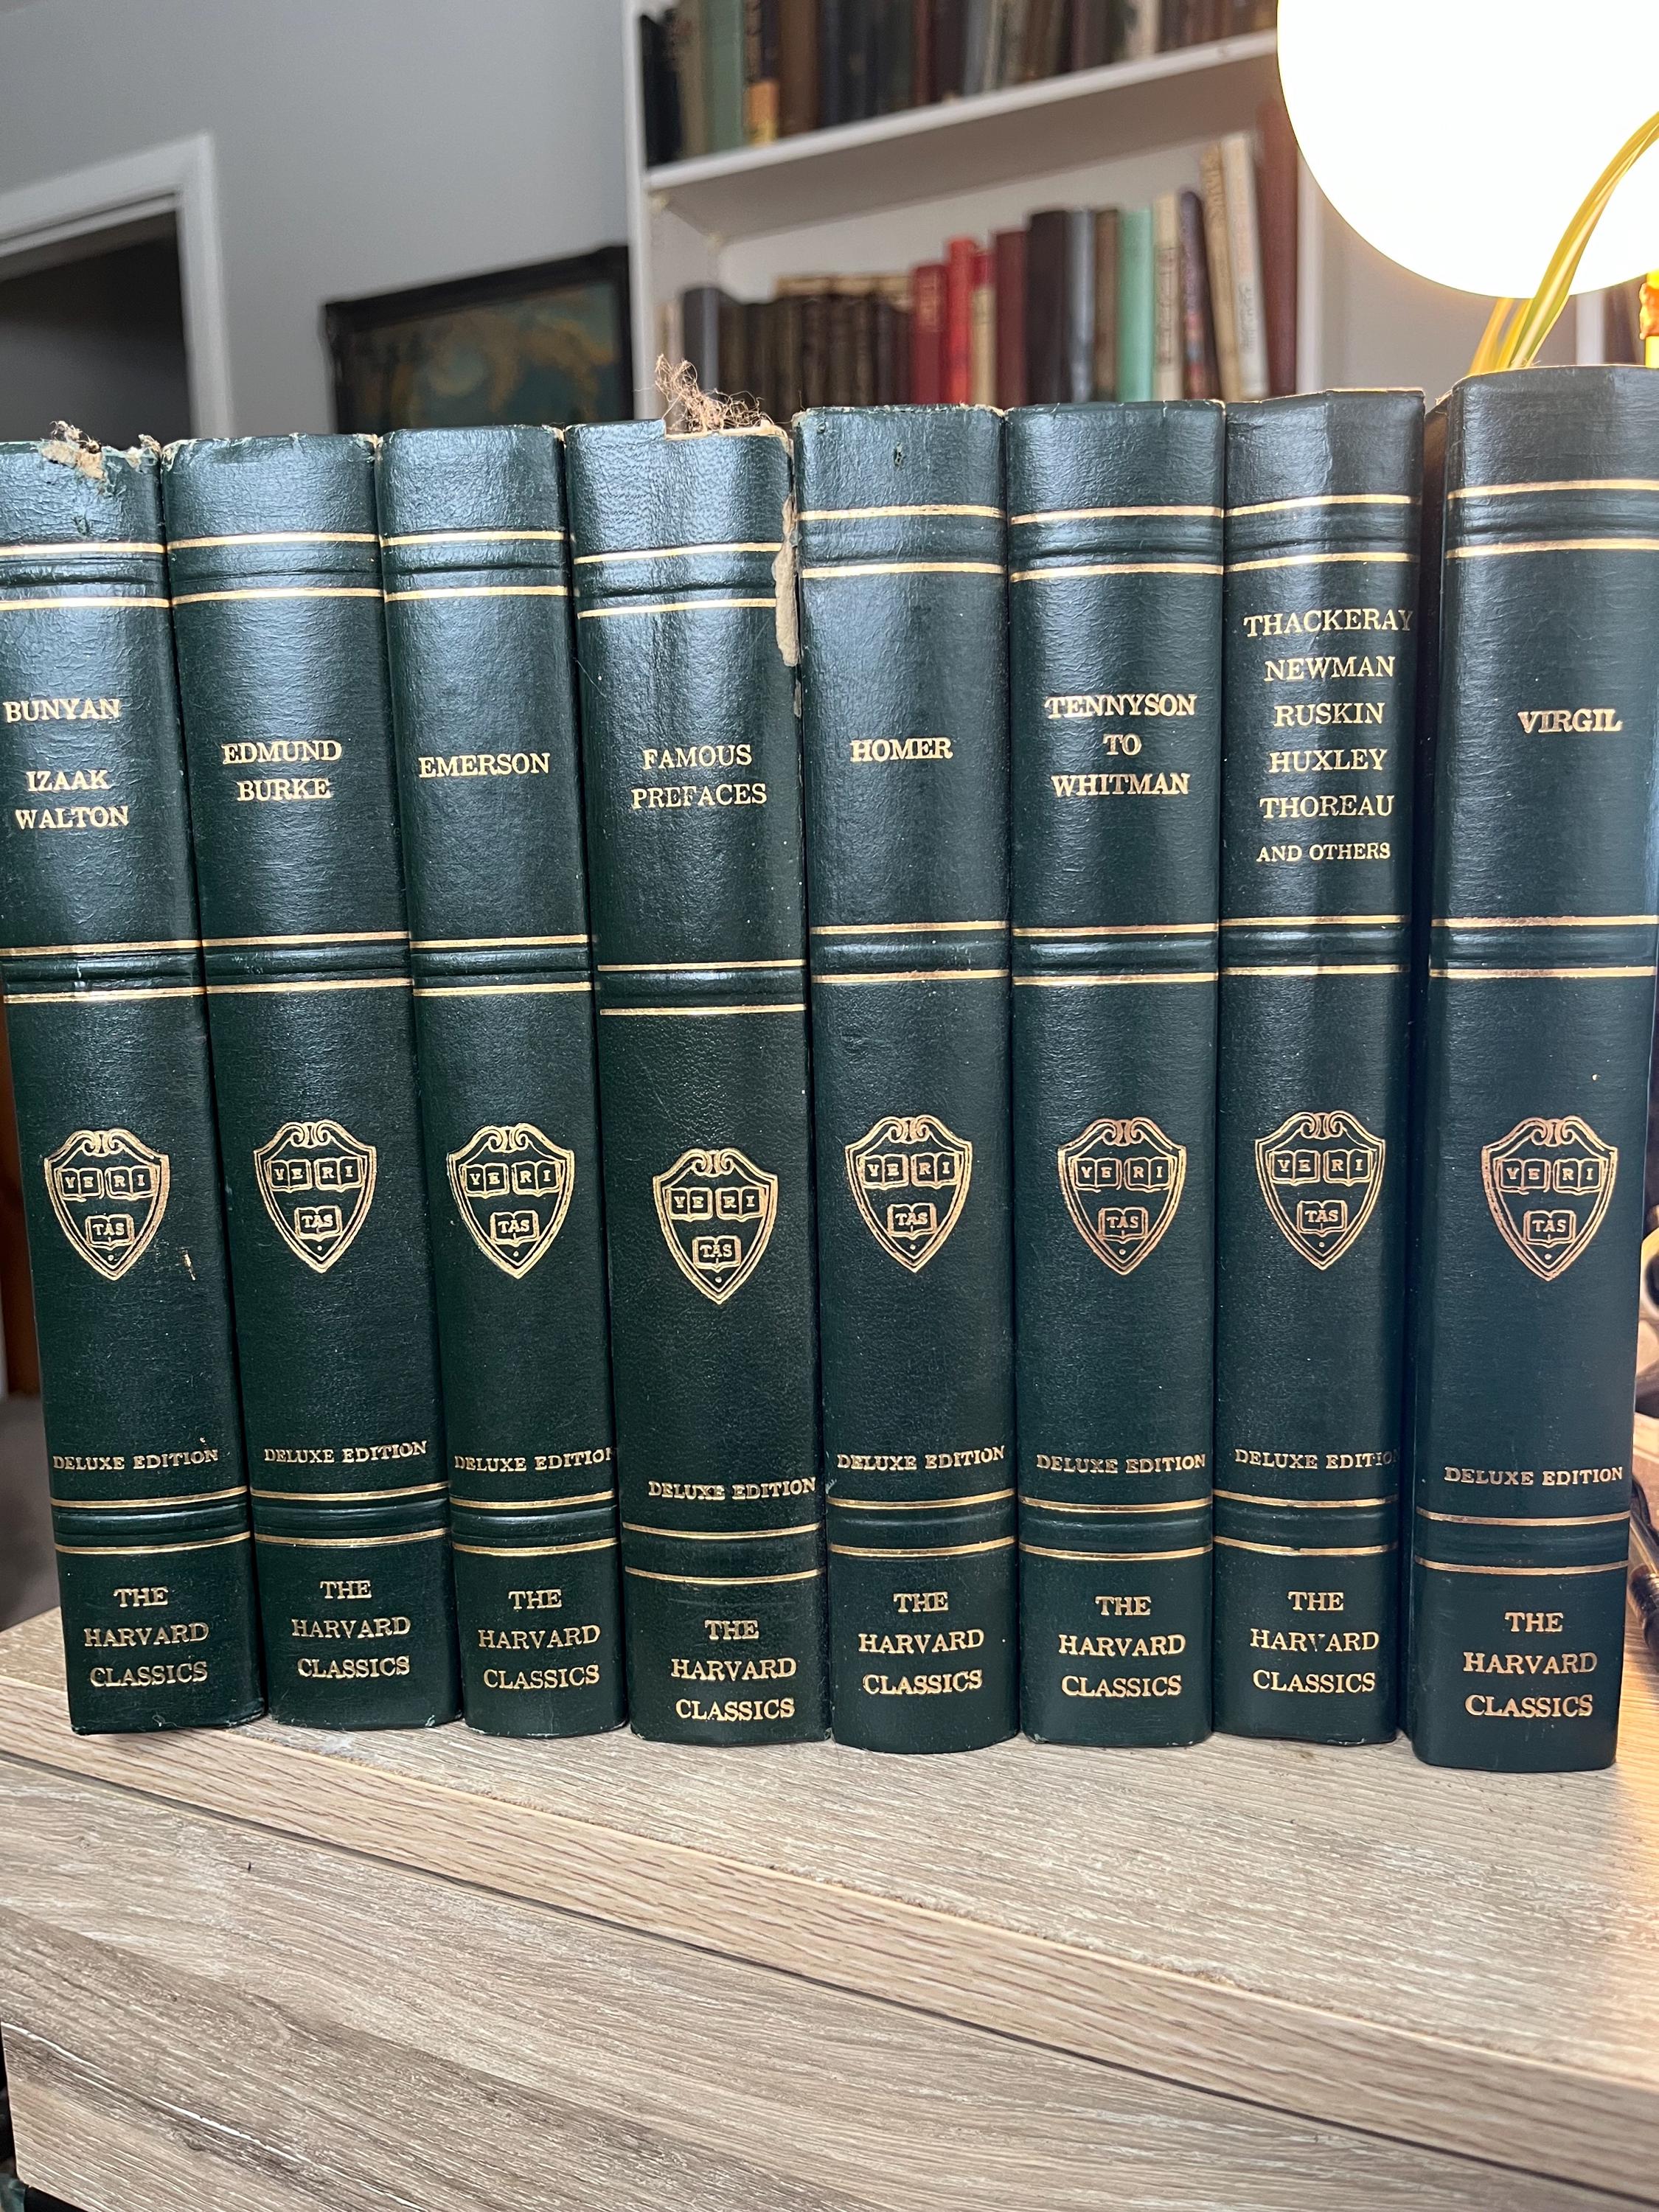 BUNYAN
IZAAK
WALTON
VE RI
TAS
DELUXE EDITION
THE
HARVARD
CLASSICS
EDMUND
BURKE
VE RI
TAS
DELUXE EDITION
THE
HARVARD
CLASSICS
EMERSON
VE RI
TAS
DELUXE EDITION
THE
HARVARD
CLASSICS
FAMOUS
PREFACES
VE RI
TAS
DELUXE EDITION
THE
HARVARD
CLASSICS
HOMER
VE RI
TAS
DELUXE EDITION
THE
HARVARD
CLASSICS
TENNYSON
TO
WHITMAN
VE RI
TAS
DELUXE EDITION
THE
HARVARD
CLASSICS
THACKERAY
NEWMAN
RUSKIN
HUXLEY
THOREAU
AND OTHERS
VE RI
TAS
DELUXE EDITIO
THE
HARVARD
CLASSICS
VIRGIL
VE RI
TAS
DELUXE EDITION
THE
HARVARD
CLASSICS